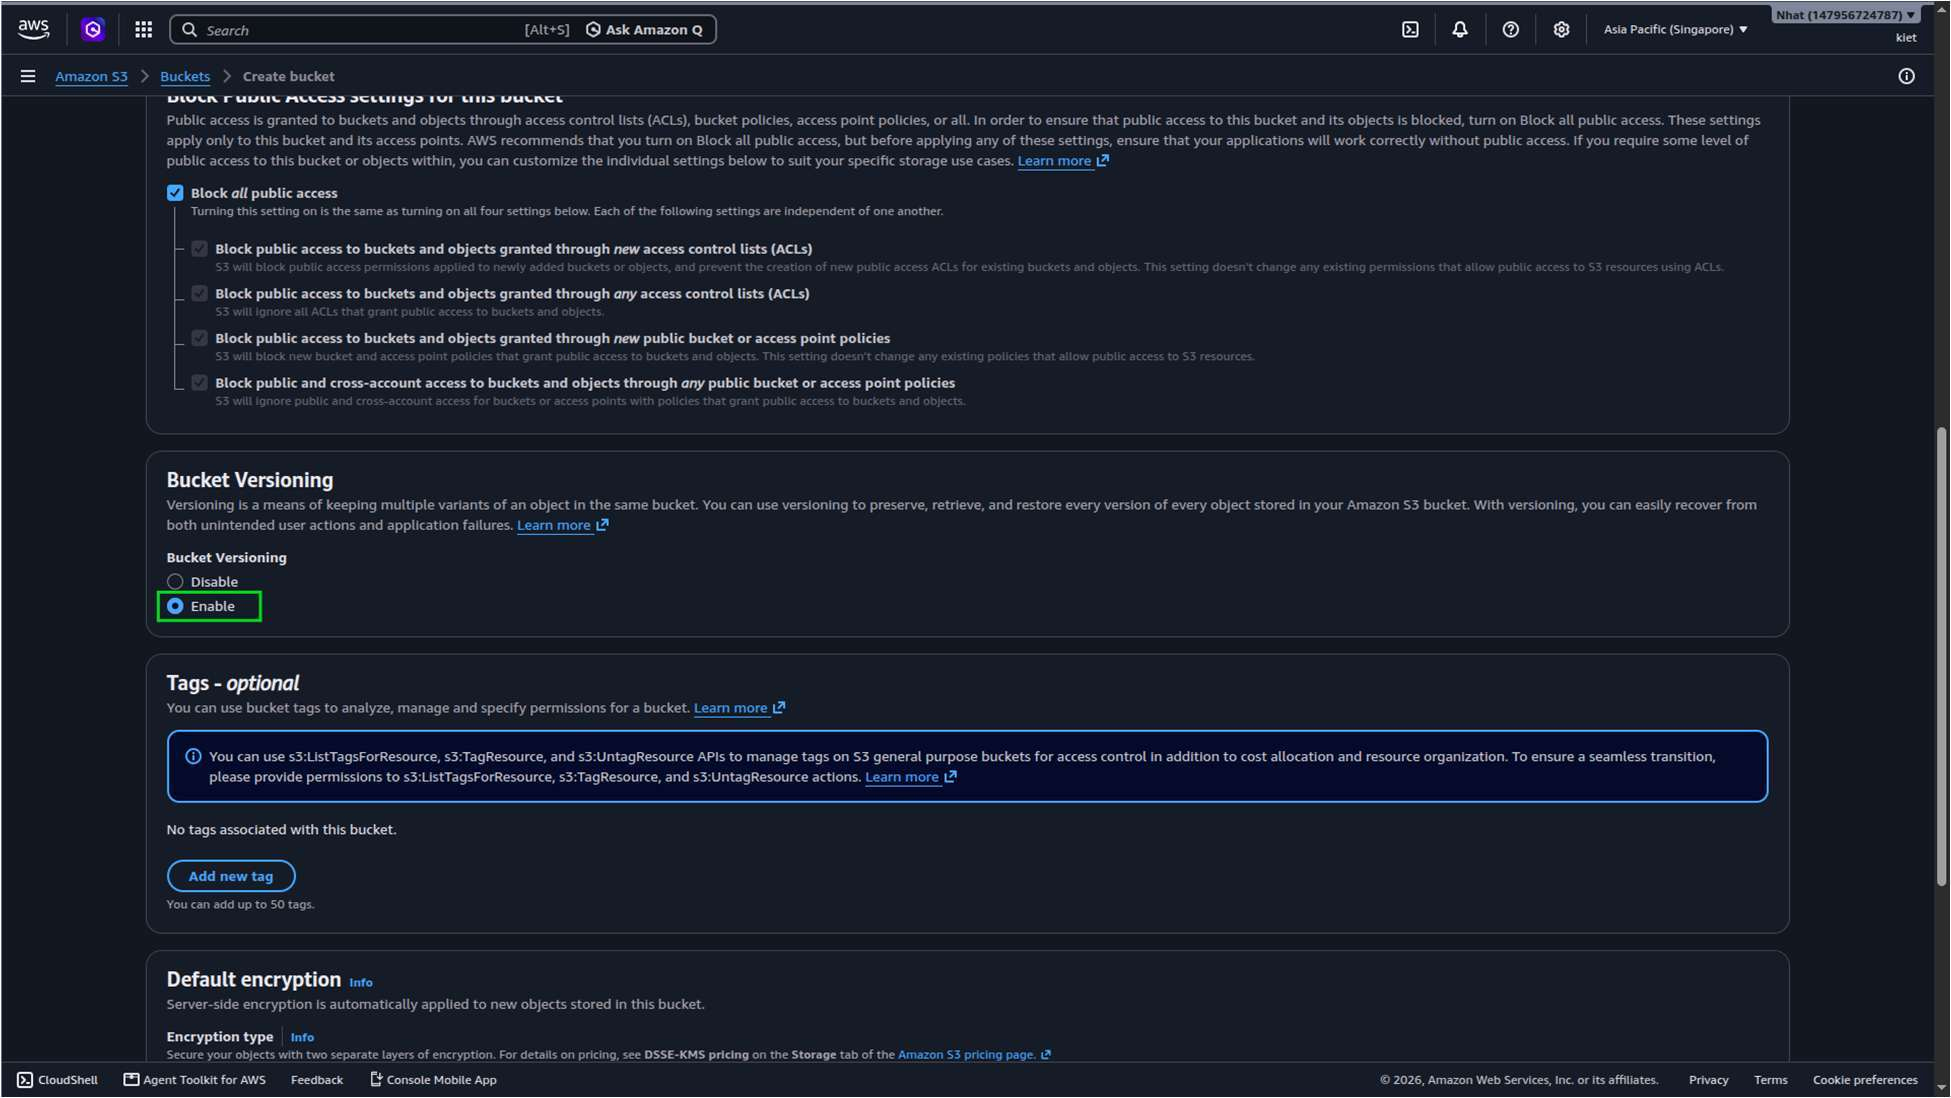 aws
Search [Alt+S] Ask Amazon Q
Asia Pacific (Singapore) ▼
Nhat (147956724787) ▼
kiet
Amazon S3 > Buckets > Create bucket
Block Public Access settings for this bucket
Public access is granted to buckets and objects through access control lists (ACLs), bucket policies, access point policies, or all. In order to ensure that public access to this bucket and its objects is blocked, turn on Block all public access. These settings
apply only to this bucket and its access points. AWS recommends that you turn on Block all public access, but before applying any of these settings, ensure that your applications will work correctly without public access. If you require some level of
public access to this bucket or objects within, you can customize the individual settings below to suit your specific storage use cases. Learn more
Block all public access
Turning this setting on is the same as turning on all four settings below. Each of the following settings are independent of one another.
Block public access to buckets and objects granted through new access control lists (ACLs)
S3 will block public access permissions applied to newly added buckets or objects, and prevent the creation of new public access ACLs for existing buckets and objects. This setting doesn't change any existing permissions that allow public access to S3 resources using ACLs.
Block public access to buckets and objects granted through any access control lists (ACLs)
S3 will ignore all ACLs that grant public access to buckets and objects.
Block public access to buckets and objects granted through new public bucket or access point policies
S3 will block new bucket and access point policies that grant public access to buckets and objects. This setting doesn't change any existing policies that allow public access to S3 resources.
Block public and cross-account access to buckets and objects through any public bucket or access point policies
S3 will ignore public and cross-account access for buckets or access points with policies that grant public access to buckets and objects.
Bucket Versioning
Versioning is a means of keeping multiple variants of an object in the same bucket. You can use versioning to preserve, retrieve, and restore every version of every object stored in your Amazon S3 bucket. With versioning, you can easily recover from
both unintended user actions and application failures. Learn more
Bucket Versioning
Disable
Enable
Tags - optional
You can use bucket tags to analyze, manage and specify permissions for a bucket. Learn more
You can use s3:ListTagsForResource, s3:TagResource, and s3:UntagResource APIs to manage tags on S3 general purpose buckets for access control in addition to cost allocation and resource organization. To ensure a seamless transition,
please provide permissions to s3:ListTagsForResource, s3:TagResource, and s3:UntagResource actions. Learn more
No tags associated with this bucket.
Add new tag
You can add up to 50 tags.
Default encryption Info
Server-side encryption is automatically applied to new objects stored in this bucket.
Encryption type Info
Secure your objects with two separate layers of encryption. For details on pricing, see DSSE-KMS pricing on the Storage tab of the Amazon S3 pricing page.
CloudShell Agent Toolkit for AWS Feedback Console Mobile App © 2026, Amazon Web Services, Inc. or its affiliates. Privacy Terms Cookie preferences